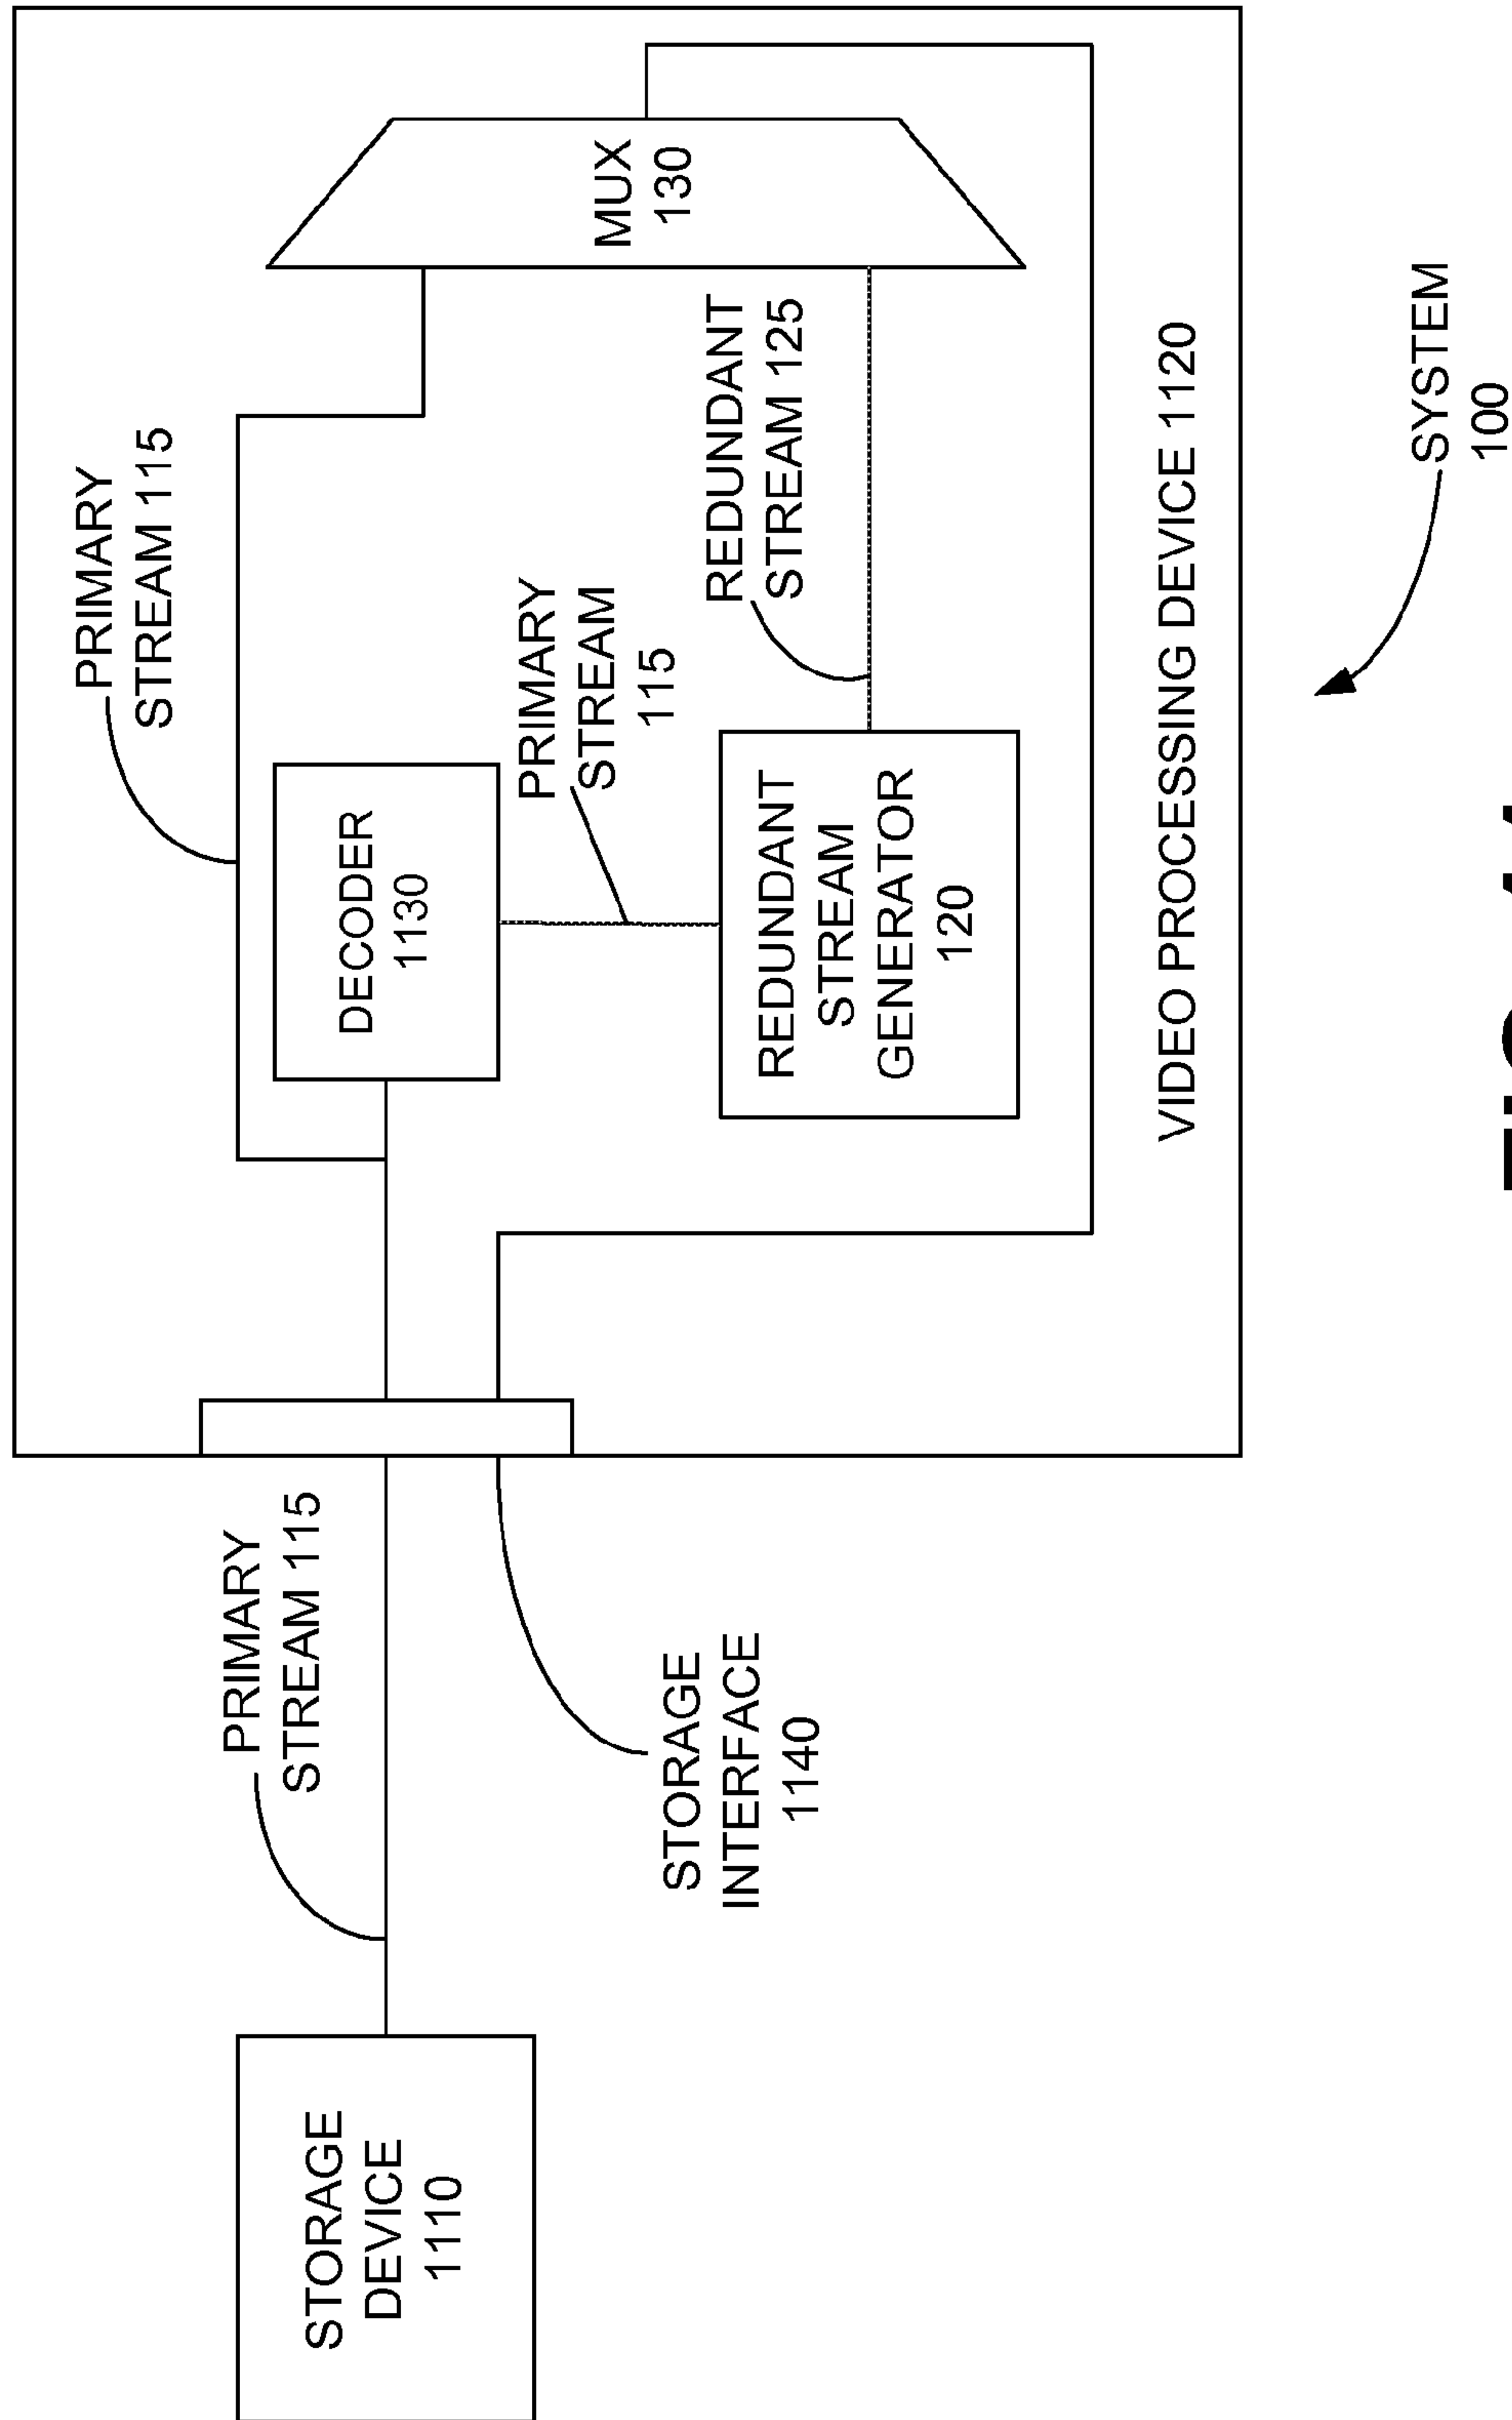 PRIMARY
STREAM 115
DECODER
1130
PRIMARY
STREAM
115
MUX
130
REDUNDANT
STREAM 125
REDUNDANT
STREAM
GENERATOR
120
VIDEO PROCESSING DEVICE 1120
PRIMARY
STREAM 115
STORAGE
INTERFACE
1140
STORAGE
DEVICE
1110
SYSTEM
100